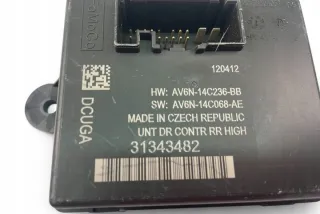 FoMoCo
120412
HW: AV6N-14C236-BB
SW: AV6N-14C068-AE
MADE IN CZECH REPUBLIC
UNT DR CONTR RR HIGH
31343482
DCUGA